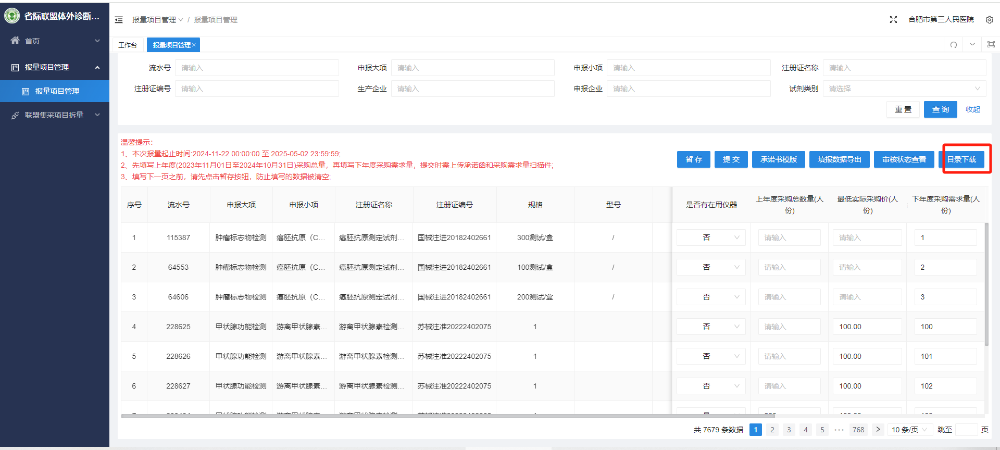 省际联盟体外诊断...
首页
报量项目管理
报量项目管理
联盟集采项目拆量
报量项目管理 / 报量项目管理
合肥市第三人民医院
工作台
报量项目管理×
流水号 请输入 申报大项 请输入 申报小项 请输入 注册证名称 请输入
注册证编号 请输入 生产企业 请输入 申报企业 请输入 试剂类别 请选择
重 置 查 询 收起
温馨提示:
1、本次报量起止时间:2024-11-22 00:00:00 至 2025-05-02 23:59:59;
2、先填写上年度(2023年11月01日至2024年10月31日)采购总量，再填写下年度采购需求量，提交时需上传承诺函和采购需求量扫描件;
3、填写下一页之前，请先点击暂存按钮，防止填写的数据被清空;
暂 存 提 交 承诺书模版 填报数据导出 审核状态查看 目录下载
序号 流水号 申报大项 申报小项 注册证名称 注册证编号 规格 型号 是否有在用仪器 上年度采购总数量(人份) 最低实际采购价(人份) 下年度采购需求量(人份)
1 115387 肿瘤标志物检测 癌胚抗原（C... 癌胚抗原测定试剂... 国械注进20182402661 300测试/盒 / 否 请输入 请输入 1
2 64553 肿瘤标志物检测 癌胚抗原（C... 癌胚抗原测定试剂... 国械注进20182402661 100测试/盒 / 否 请输入 请输入 2
3 64606 肿瘤标志物检测 癌胚抗原（C... 癌胚抗原测定试剂... 国械注进20182402661 200测试/盒 / 否 请输入 请输入 3
4 228625 甲状腺功能检测 游离甲状腺素... 游离甲状腺素检测... 苏械注准20222402075 1 否 请输入 100.00 100
5 228626 甲状腺功能检测 游离甲状腺素... 游离甲状腺素检测... 苏械注准20222402075 1 否 请输入 100.00 101
6 228627 甲状腺功能检测 游离甲状腺素... 游离甲状腺素检测... 苏械注准20222402075 1 否 请输入 100.00 102
共 7679 条数据 1 2 3 4 5 ··· 768 > 10 条/页 跳至 页